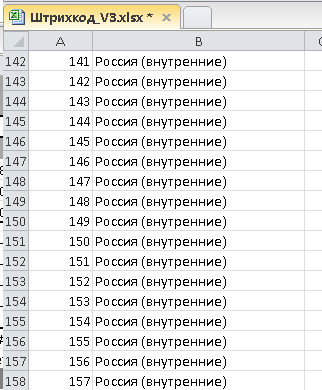 Штрихкод_V3.xlsx *
A B
142 141 Россия (внутренние)
143 142 Россия (внутренние)
144 143 Россия (внутренние)
145 144 Россия (внутренние)
146 145 Россия (внутренние)
147 146 Россия (внутренние)
148 147 Россия (внутренние)
149 148 Россия (внутренние)
150 149 Россия (внутренние)
151 150 Россия (внутренние)
152 151 Россия (внутренние)
153 152 Россия (внутренние)
154 153 Россия (внутренние)
155 154 Россия (внутренние)
156 155 Россия (внутренние)
157 156 Россия (внутренние)
158 157 Россия (внутренние)